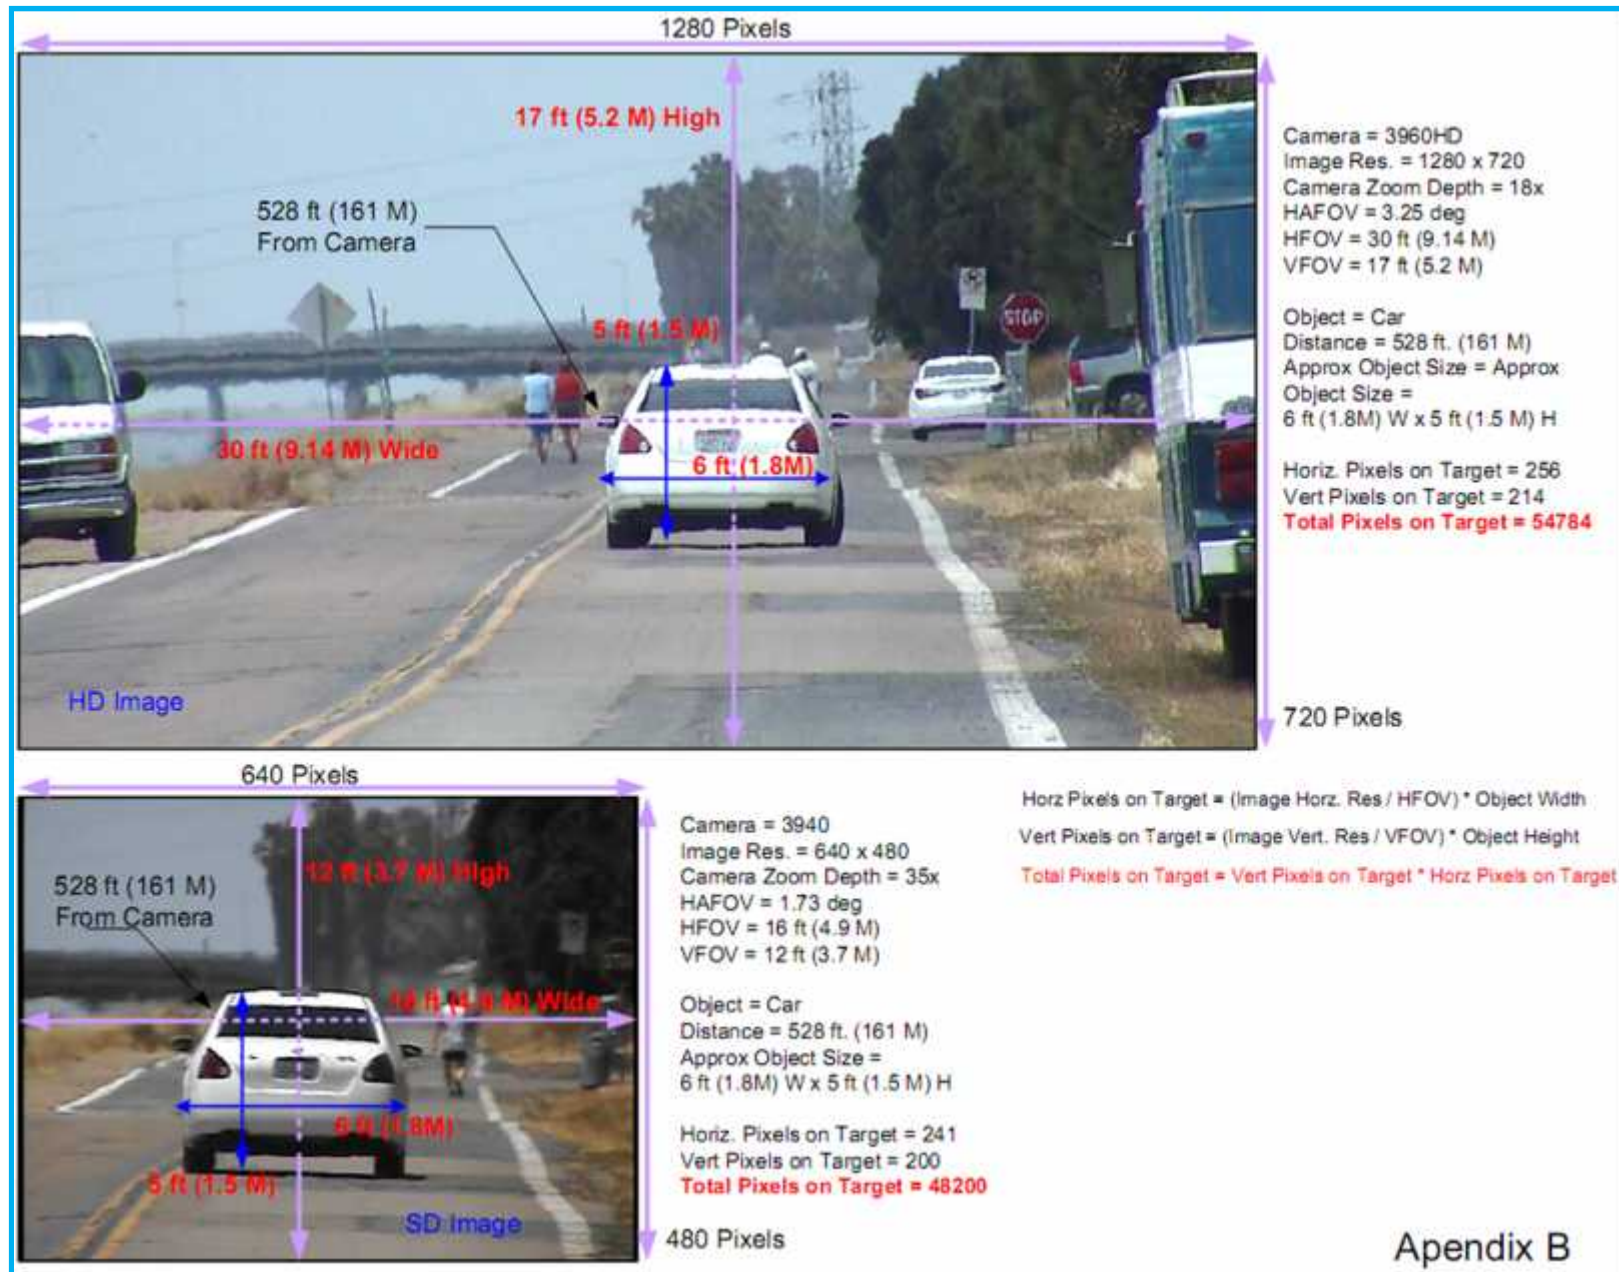 1280 Pixels
17 ft (5.2 M) High
528 ft (161 M)
From Camera
5 ft (1.5 M)
STOP
30 ft (9.14 M) Wide
6 ft (1.8M)
HD Image
Camera = 3960HD
Image Res. = 1280 x 720
Camera Zoom Depth = 18x
HAFOV = 3.25 deg
HFOV = 30 ft (9.14 M)
VFOV = 17 ft (5.2 M)
Object = Car
Distance = 528 ft. (161 M)
Approx Object Size = Approx
Object Size =
6 ft (1.8M) W x 5 ft (1.5 M) H
Horiz. Pixels on Target = 256
Vert Pixels on Target = 214
Total Pixels on Target = 54784
720 Pixels
640 Pixels
12 ft (3.7 M) High
528 ft (161 M)
From Camera
16 ft (4.9 M) Wide
6 ft (1.8M)
5 ft (1.5 M)
SD Image
Camera = 3940
Image Res. = 640 x 480
Camera Zoom Depth = 35x
HAFOV = 1.73 deg
HFOV = 16 ft (4.9 M)
VFOV = 12 ft (3.7 M)
Object = Car
Distance = 528 ft. (161 M)
Approx Object Size =
6 ft (1.8M) W x 5 ft (1.5 M) H
Horiz. Pixels on Target = 241
Vert Pixels on Target = 200
Total Pixels on Target = 48200
480 Pixels
Horz Pixels on Target = (Image Horz. Res / HFOV) * Object Width
Vert Pixels on Target = (Image Vert. Res / VFOV) * Object Height
Total Pixels on Target = Vert Pixels on Target * Horz Pixels on Target
Apendix B